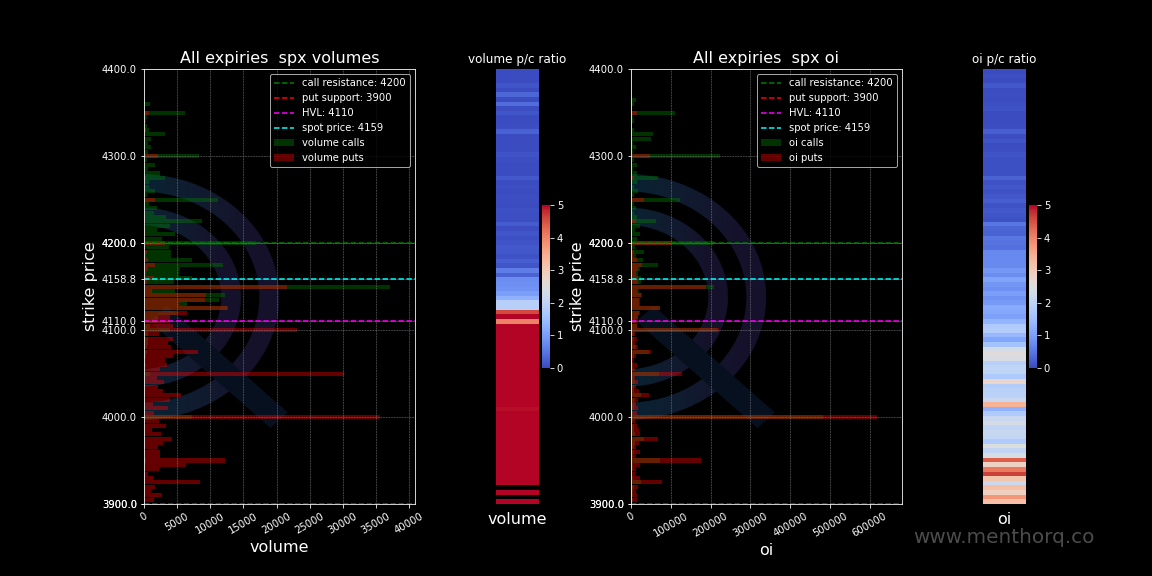 All expiries  spx volumes
volume p/c ratio
All expiries  spx oi
oi p/c ratio
4400.0
4300.0
4200.0
4158.8
4110.0
4100.0
4000.0
3900.0
strike price
call resistance: 4200
put support: 3900
HVL: 4110
spot price: 4159
volume calls
volume puts
0
5000
10000
15000
20000
25000
30000
35000
40000
volume
5
4
3
2
1
0
volume
4400.0
4300.0
4200.0
4158.8
4110.0
4100.0
4000.0
3900.0
strike price
call resistance: 4200
put support: 3900
HVL: 4110
spot price: 4159
oi calls
oi puts
0
100000
200000
300000
400000
500000
600000
oi
5
4
3
2
1
0
oi
www.menthorq.co